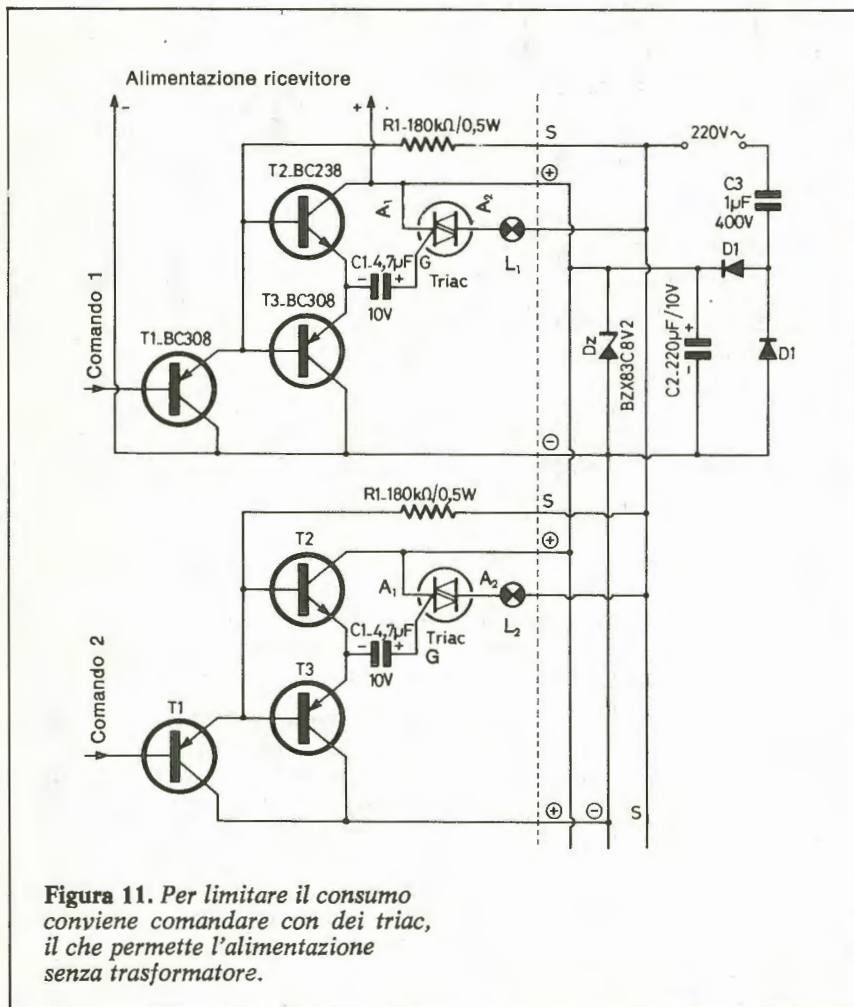 Alimentazione ricevitore
- +
R1-180kΩ/0,5W
S
220V~
T2-BC238
⊕
C3
1µF
400V
A1
A2
D1
C1-4,7µF
- +
G
Triac
L1
10V
T3-BC308
Comando 1
T1-BC308
Dz
BZX83C8V2
C2-220µF/10V
+
-
D1
⊖
R1-180kΩ/0,5W
S
T2
⊕
A1
A2
C1-4,7µF
- +
Triac
G
L2
10V
T3
Comando 2
T1
⊕ ⊖ S
Figura 11. Per limitare il consumo
conviene comandare con dei triac,
il che permette l'alimentazione
senza trasformatore.